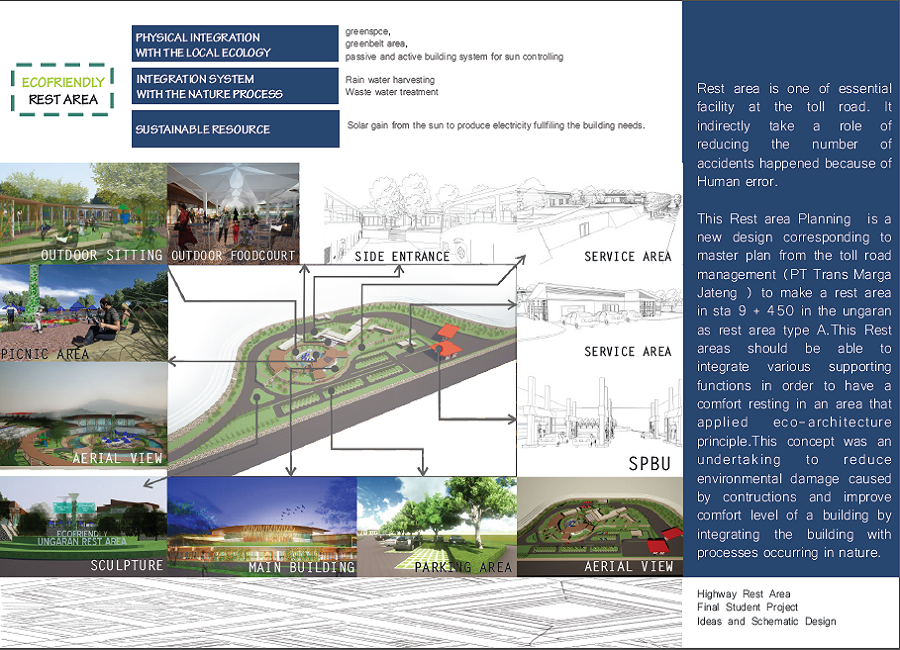 PHYSICAL INTEGRATION
WITH THE LOCAL ECOLOGY
greenspce,
greenbelt area,
passive and active building system for sun controlling
ECOFRIENDLY
REST AREA
INTEGRATION SYSTEM
WITH THE NATURE PROCESS
Rain water harvesting
Waste water treatment
SUSTAINABLE RESOURCE
Solar gain from the sun to produce electricity fullfiling the building needs.
OUTDOOR SITTING
OUTDOOR FOODCOURT
SIDE ENTRANCE
SERVICE AREA
PICNIC AREA
SERVICE AREA
AERIAL VIEW
SPBU
ECOFRIENDLY
UNGARAN REST AREA
SCULPTURE
MAIN BUILDING
PARKING AREA
AERIAL VIEW
Rest area is one of essential
facility at the toll road. It
indirectly take a role of
reducing the number of
accidents happened because of
Human error.
This Rest area Planning is a
new design corresponding to
master plan from the toll road
management (PT Trans Marga
Jateng ) to make a rest area
in sta 9 + 450 in the ungaran
as rest area type A.This Rest
areas should be able to
integrate various supporting
functions in order to have a
comfort resting in an area that
applied eco-architecture
principle.This concept was an
undertaking to reduce
environmental damage caused
by contructions and improve
comfort level of a building by
integrating the building with
processes occurring in nature.
Highway Rest Area
Final Student Project
Ideas and Schematic Design